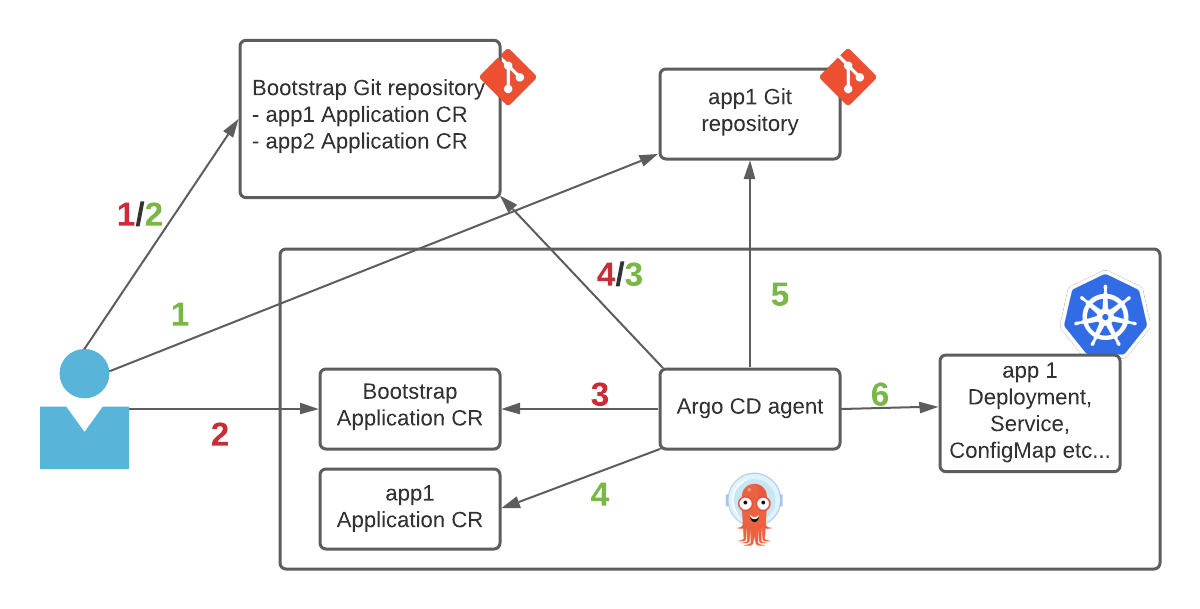 Bootstrap Git repository
- app1 Application CR
- app2 Application CR
app1 Git
repository
1/2
1
4/3
5
Bootstrap
Application CR
2
3
Argo CD agent
6
app 1
Deployment,
Service,
ConfigMap etc...
app1
Application CR
4